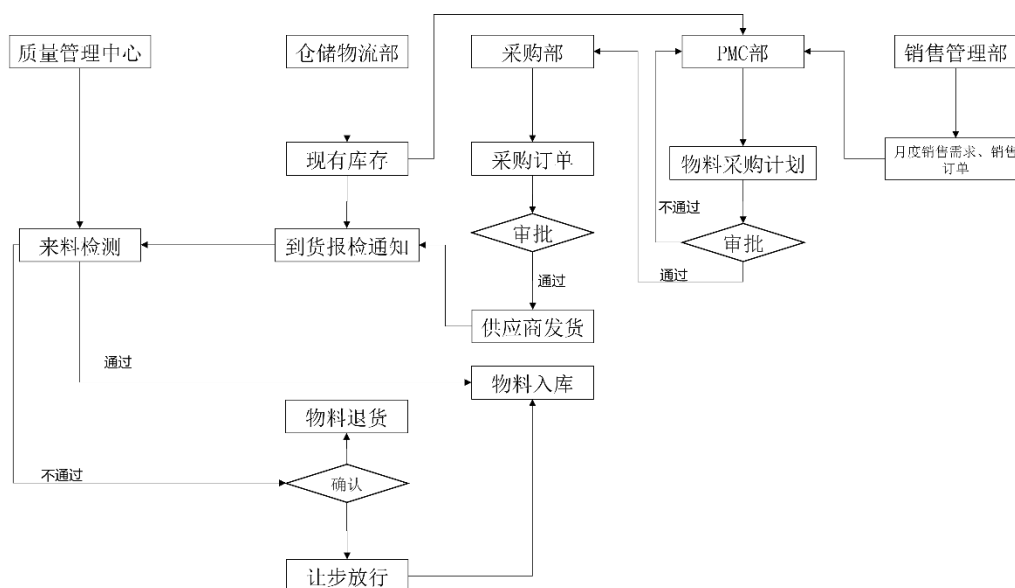 质量管理中心
仓储物流部
采购部
PMC部
销售管理部
现有库存
采购订单
物料采购计划
月度销售需求、销售
订单
不通过
来料检测
到货报检通知
审批
审批
通过
通过
供应商发货
通过
物料入库
物料退货
不通过
确认
让步放行